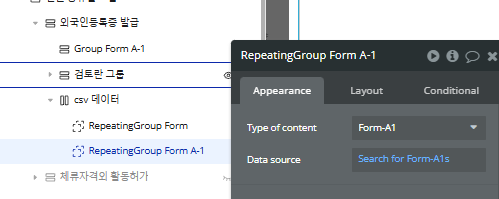 외국인등록증 발급
Group Form A-1
검토란 그룹
csv 데이터
RepeatingGroup Form
RepeatingGroup Form A-1
체류자격외 활동허가
RepeatingGroup Form A-1
Appearance
Layout
Conditional
Type of content
Form-A1
Data source
Search for Form-A1s